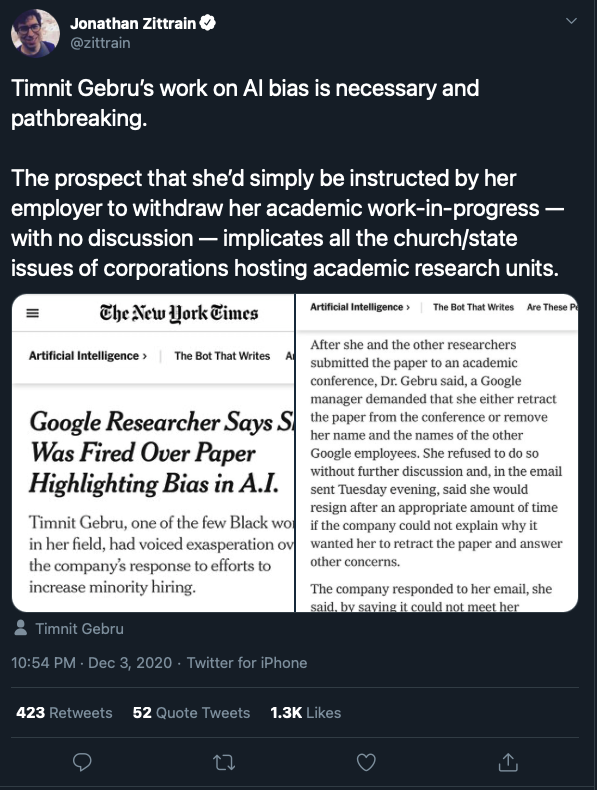 Jonathan Zittrain
@zittrain
Timnit Gebru’s work on AI bias is necessary and
pathbreaking.
The prospect that she’d simply be instructed by her
employer to withdraw her academic work-in-progress —
with no discussion — implicates all the church/state
issues of corporations hosting academic research units.
The New York Times
Artificial Intelligence › The Bot That Writes
Google Researcher Says
Was Fired Over Paper
Highlighting Bias in A.I.
Timnit Gebru, one of the few Black
in her field, had voiced exasperation
the company’s response to efforts to
increase minority hiring.
Artificial Intelligence › The Bot That Writes Are These
After she and the other researchers
submitted the paper to an academic
conference, Dr. Gebru said, a Google
manager demanded that she either retract
the paper from the conference or remove
her name and the names of the other
Google employees. She refused to do so
without further discussion and, in the email
sent Tuesday evening, said she would
resign after an appropriate amount of time
if the company could not explain why it
wanted her to retract the paper and answer
other concerns.
The company responded to her email, she
said, by saying it could not meet her
Timnit Gebru
10:54 PM · Dec 3, 2020 · Twitter for iPhone
423 Retweets 52 Quote Tweets 1.3K Likes